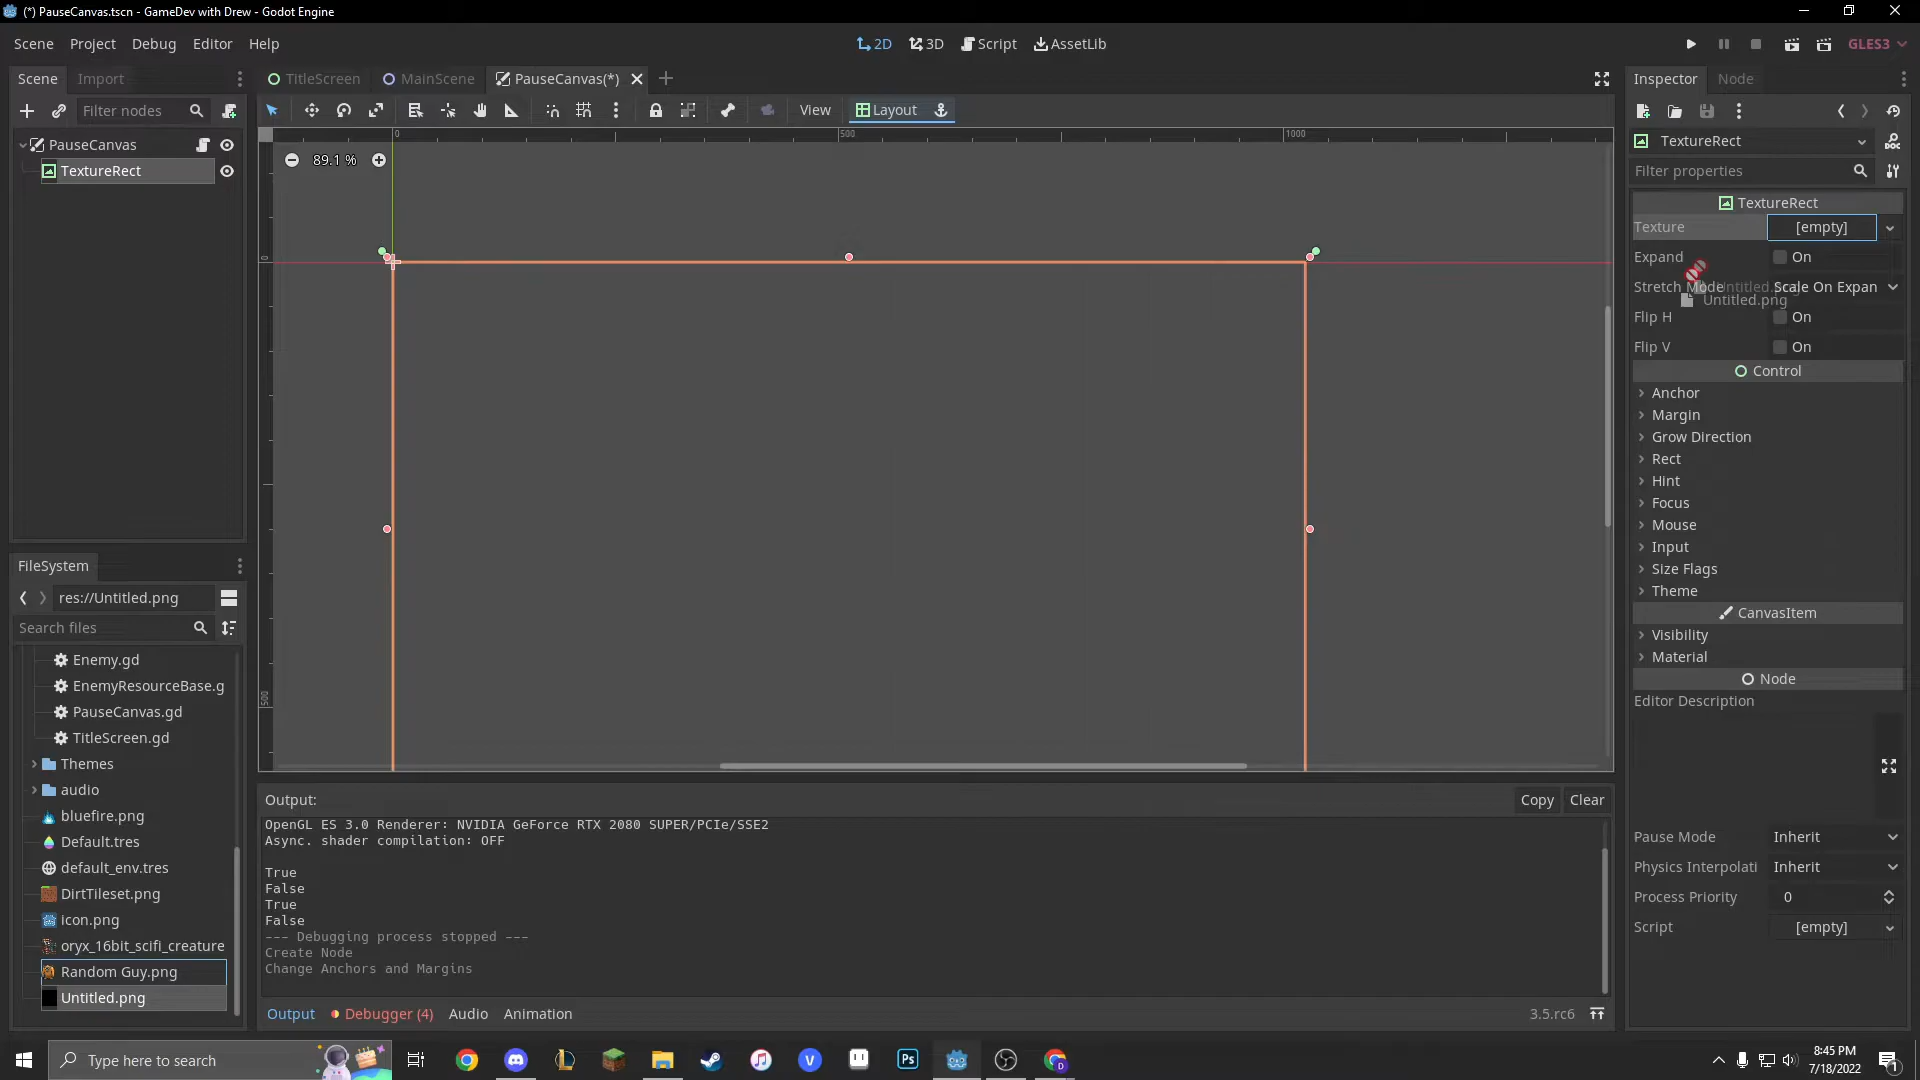 (*) PauseCanvas.tscn - GameDev with Drew - Godot Engine
Scene Project Debug Editor Help
2D 3D Script AssetLib
GLES3
Scene Import
TitleScreen MainScene PauseCanvas(*)
Inspector Node
Filter nodes
View Layout
PauseCanvas
TextureRect
0 500 1000
89.1 %
0
500
TextureRect
Filter properties
TextureRect
Texture [empty]
Expand On
Stretch Mode Scale On Expan
Untitled.png
Untitled.png
Flip H On
Flip V On
Control
Anchor
Margin
Grow Direction
Rect
Hint
Focus
Mouse
Input
Size Flags
Theme
CanvasItem
Visibility
Material
Node
Editor Description
Pause Mode Inherit
Physics Interpolati Inherit
Process Priority 0
Script [empty]
FileSystem
res://Untitled.png
Search files
Enemy.gd
EnemyResourceBase.g
PauseCanvas.gd
TitleScreen.gd
Themes
audio
bluefire.png
Default.tres
default_env.tres
DirtTileset.png
icon.png
oryx_16bit_scifi_creature
Random Guy.png
Untitled.png
Output: Copy Clear
OpenGL ES 3.0 Renderer: NVIDIA GeForce RTX 2080 SUPER/PCIe/SSE2
Async. shader compilation: OFF
True
False
True
False
--- Debugging process stopped ---
Create Node
Change Anchors and Margins
Output Debugger (4) Audio Animation 3.5.rc6
Type here to search
Ps
8:45 PM
7/18/2022
1